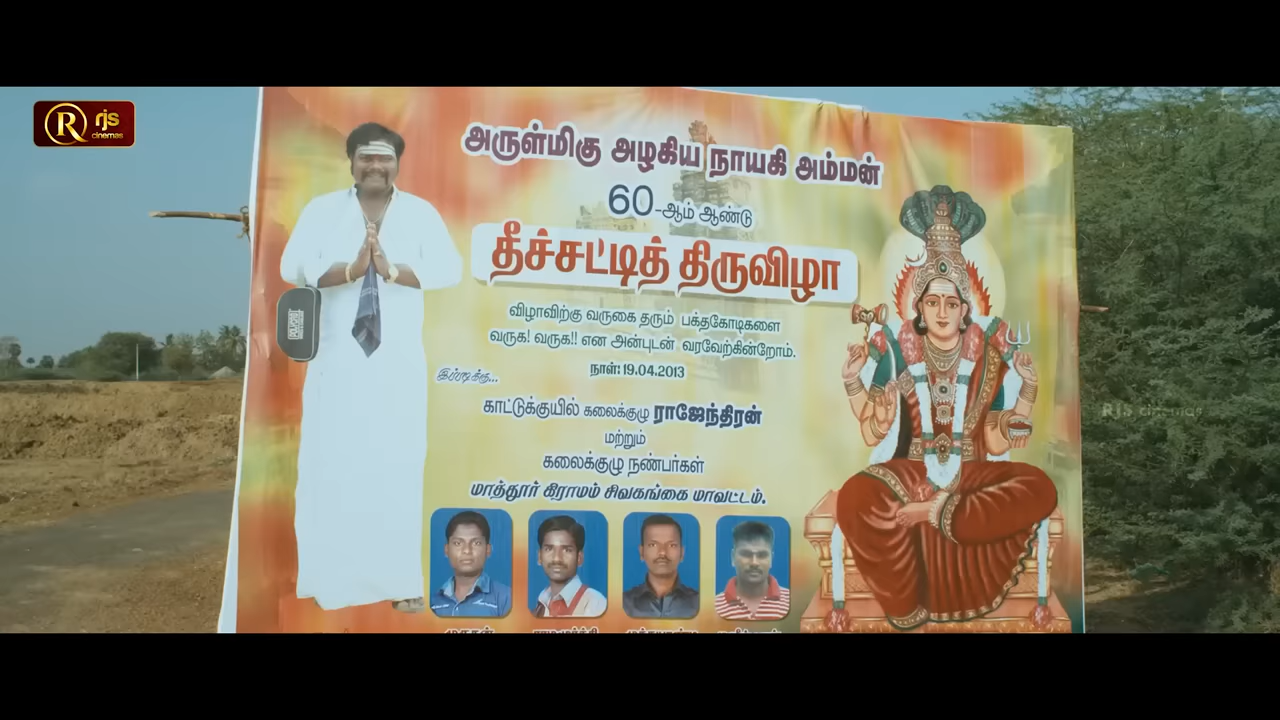 R rjs cinemas
அருள்மிகு அழகிய நாயகி அம்மன்
60-ஆம் ஆண்டு
தீச்சட்டித் திருவிழா
விழாவிற்கு வருகை தரும் பக்தகோடிகளை
வருக! வருக!! என அன்புடன் வரவேற்கின்றோம்.
நாள்: 19.04.2013
இப்படிக்கு...
காட்டுக்குயில் கலைக்குழு ராஜேந்திரன்
மற்றும்
கலைக்குழு நண்பர்கள்
மாத்தூர் கிராமம் சிவகங்கை மாவட்டம்.
RJS cinemas